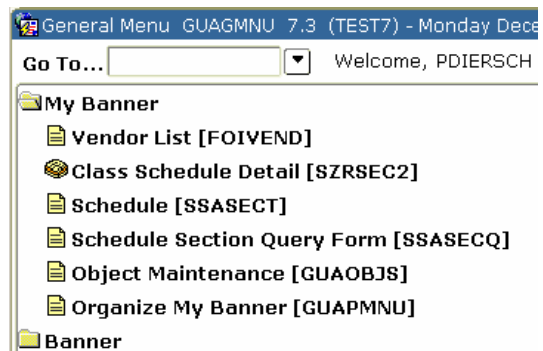 General Menu GUAGMNU 7.3 (TEST7) - Monday Dece
Go To... Welcome, PDIERSCH
My Banner
Vendor List [FOIVEND]
Class Schedule Detail [SZRSEC2]
Schedule [SSASECT]
Schedule Section Query Form [SSASECQ]
Object Maintenance [GUAOBJS]
Organize My Banner [GUAPMNU]
Banner